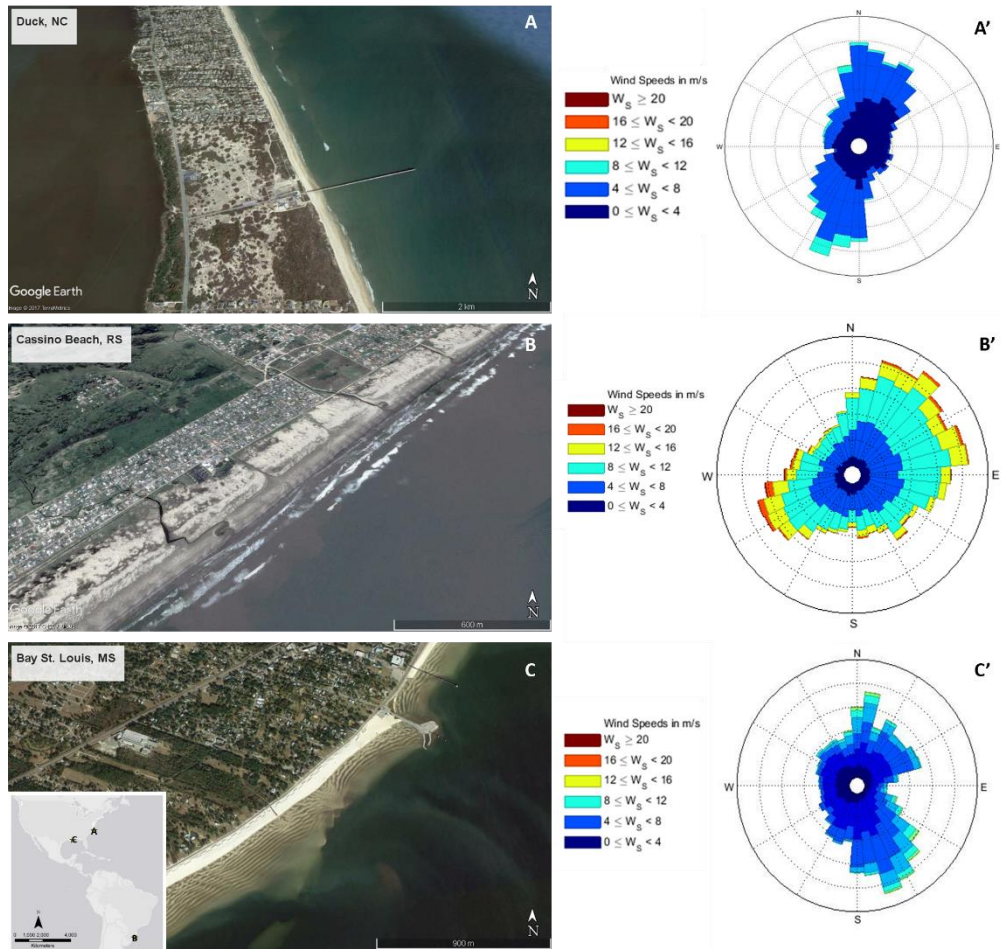 Duck, NC
A
Google Earth
N
2 km
A'
Wind Speeds in m/s
W_S ≥ 20
16 ≤ W_S < 20
12 ≤ W_S < 16
8 ≤ W_S < 12
4 ≤ W_S < 8
0 ≤ W_S < 4
N
W
E
S
Cassino Beach, RS
B
Google Earth
N
600 m
B'
Wind Speeds in m/s
W_S ≥ 20
16 ≤ W_S < 20
12 ≤ W_S < 16
8 ≤ W_S < 12
4 ≤ W_S < 8
0 ≤ W_S < 4
N
W
E
S
Bay St. Louis, MS
C
N
900 m
A
C
B
N
Kilometers
C'
Wind Speeds in m/s
W_S ≥ 20
16 ≤ W_S < 20
12 ≤ W_S < 16
8 ≤ W_S < 12
4 ≤ W_S < 8
0 ≤ W_S < 4
N
W
E
S